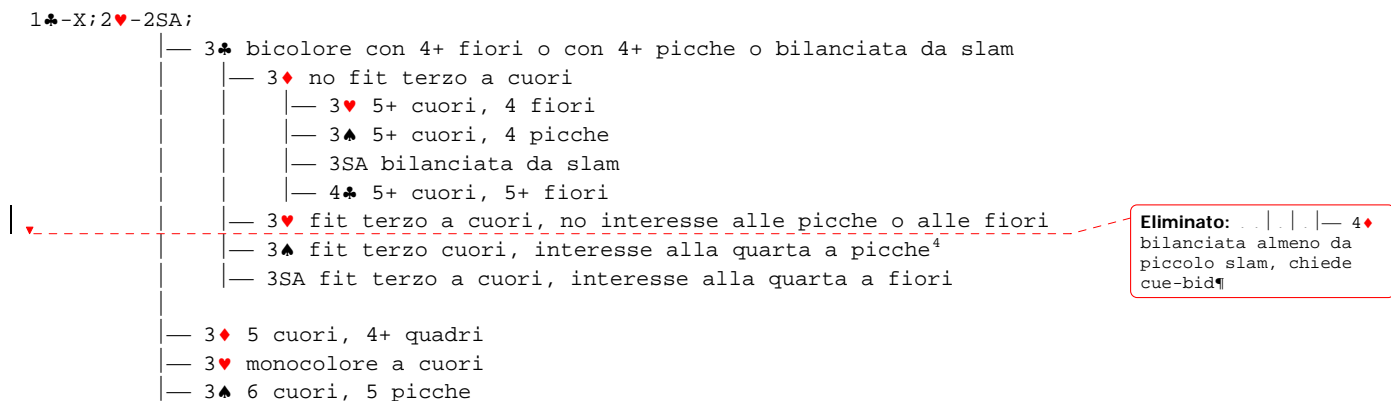 1♣-X;2♥-2SA;
|— 3♣ bicolore con 4+ fiori o con 4+ picche o bilanciata da slam
| |— 3♦ no fit terzo a cuori
| | |— 3♥ 5+ cuori, 4 fiori
| | |— 3♠ 5+ cuori, 4 picche
| | |— 3SA bilanciata da slam
| | |— 4♣ 5+ cuori, 5+ fiori
| |— 3♥ fit terzo a cuori, no interesse alle picche o alle fiori
| |— 3♠ fit terzo cuori, interesse alla quarta a picche⁴
| |— 3SA fit terzo a cuori, interesse alla quarta a fiori
|
|— 3♦ 5 cuori, 4+ quadri
|— 3♥ monocolore a cuori
|— 3♠ 6 cuori, 5 picche
Eliminato: . .|.|.|— 4♦
bilanciata almeno da
piccolo slam, chiede
cue-bid¶